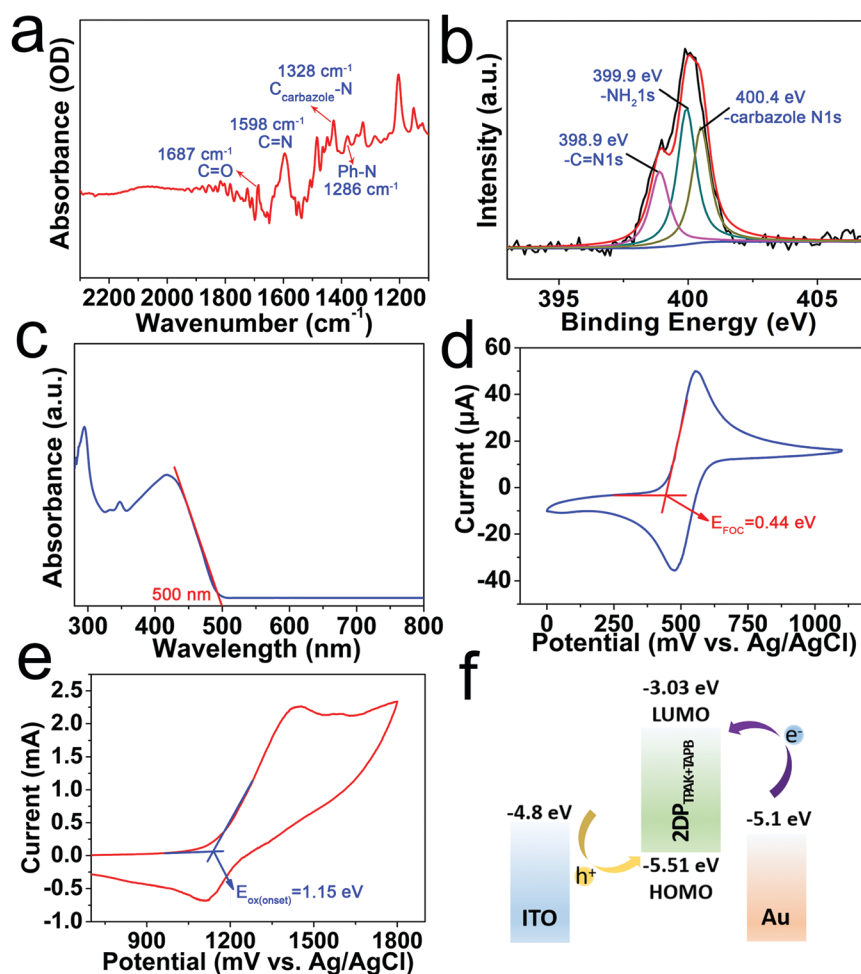 a
1687 cm⁻¹
C=O
1598 cm⁻¹
C=N
1328 cm⁻¹
C_carbazole-N
Ph-N
1286 cm⁻¹
Absorbance (OD)
2200 2000 1800 1600 1400 1200
Wavenumber (cm⁻¹)
b
399.9 eV
-NH₂1s
398.9 eV
-C=N1s
400.4 eV
-carbazole N1s
Intensity (a.u.)
395 400 405
Binding Energy (eV)
c
500 nm
Absorbance (a.u.)
300 400 500 600 700 800
Wavelength (nm)
d
60
40
20
0
-20
-40
E_FOC=0.44 eV
Current (µA)
0 250 500 750 1000
Potential (mV vs. Ag/AgCl)
e
2.5
2.0
1.5
1.0
0.5
0.0
-0.5
-1.0
E_ox(onset)=1.15 eV
Current (mA)
900 1200 1500 1800
Potential (mV vs. Ag/AgCl)
f
-3.03 eV
LUMO
e⁻
2DP_TPAK+TAPB
-4.8 eV
-5.1 eV
h⁺
-5.51 eV
HOMO
ITO
Au